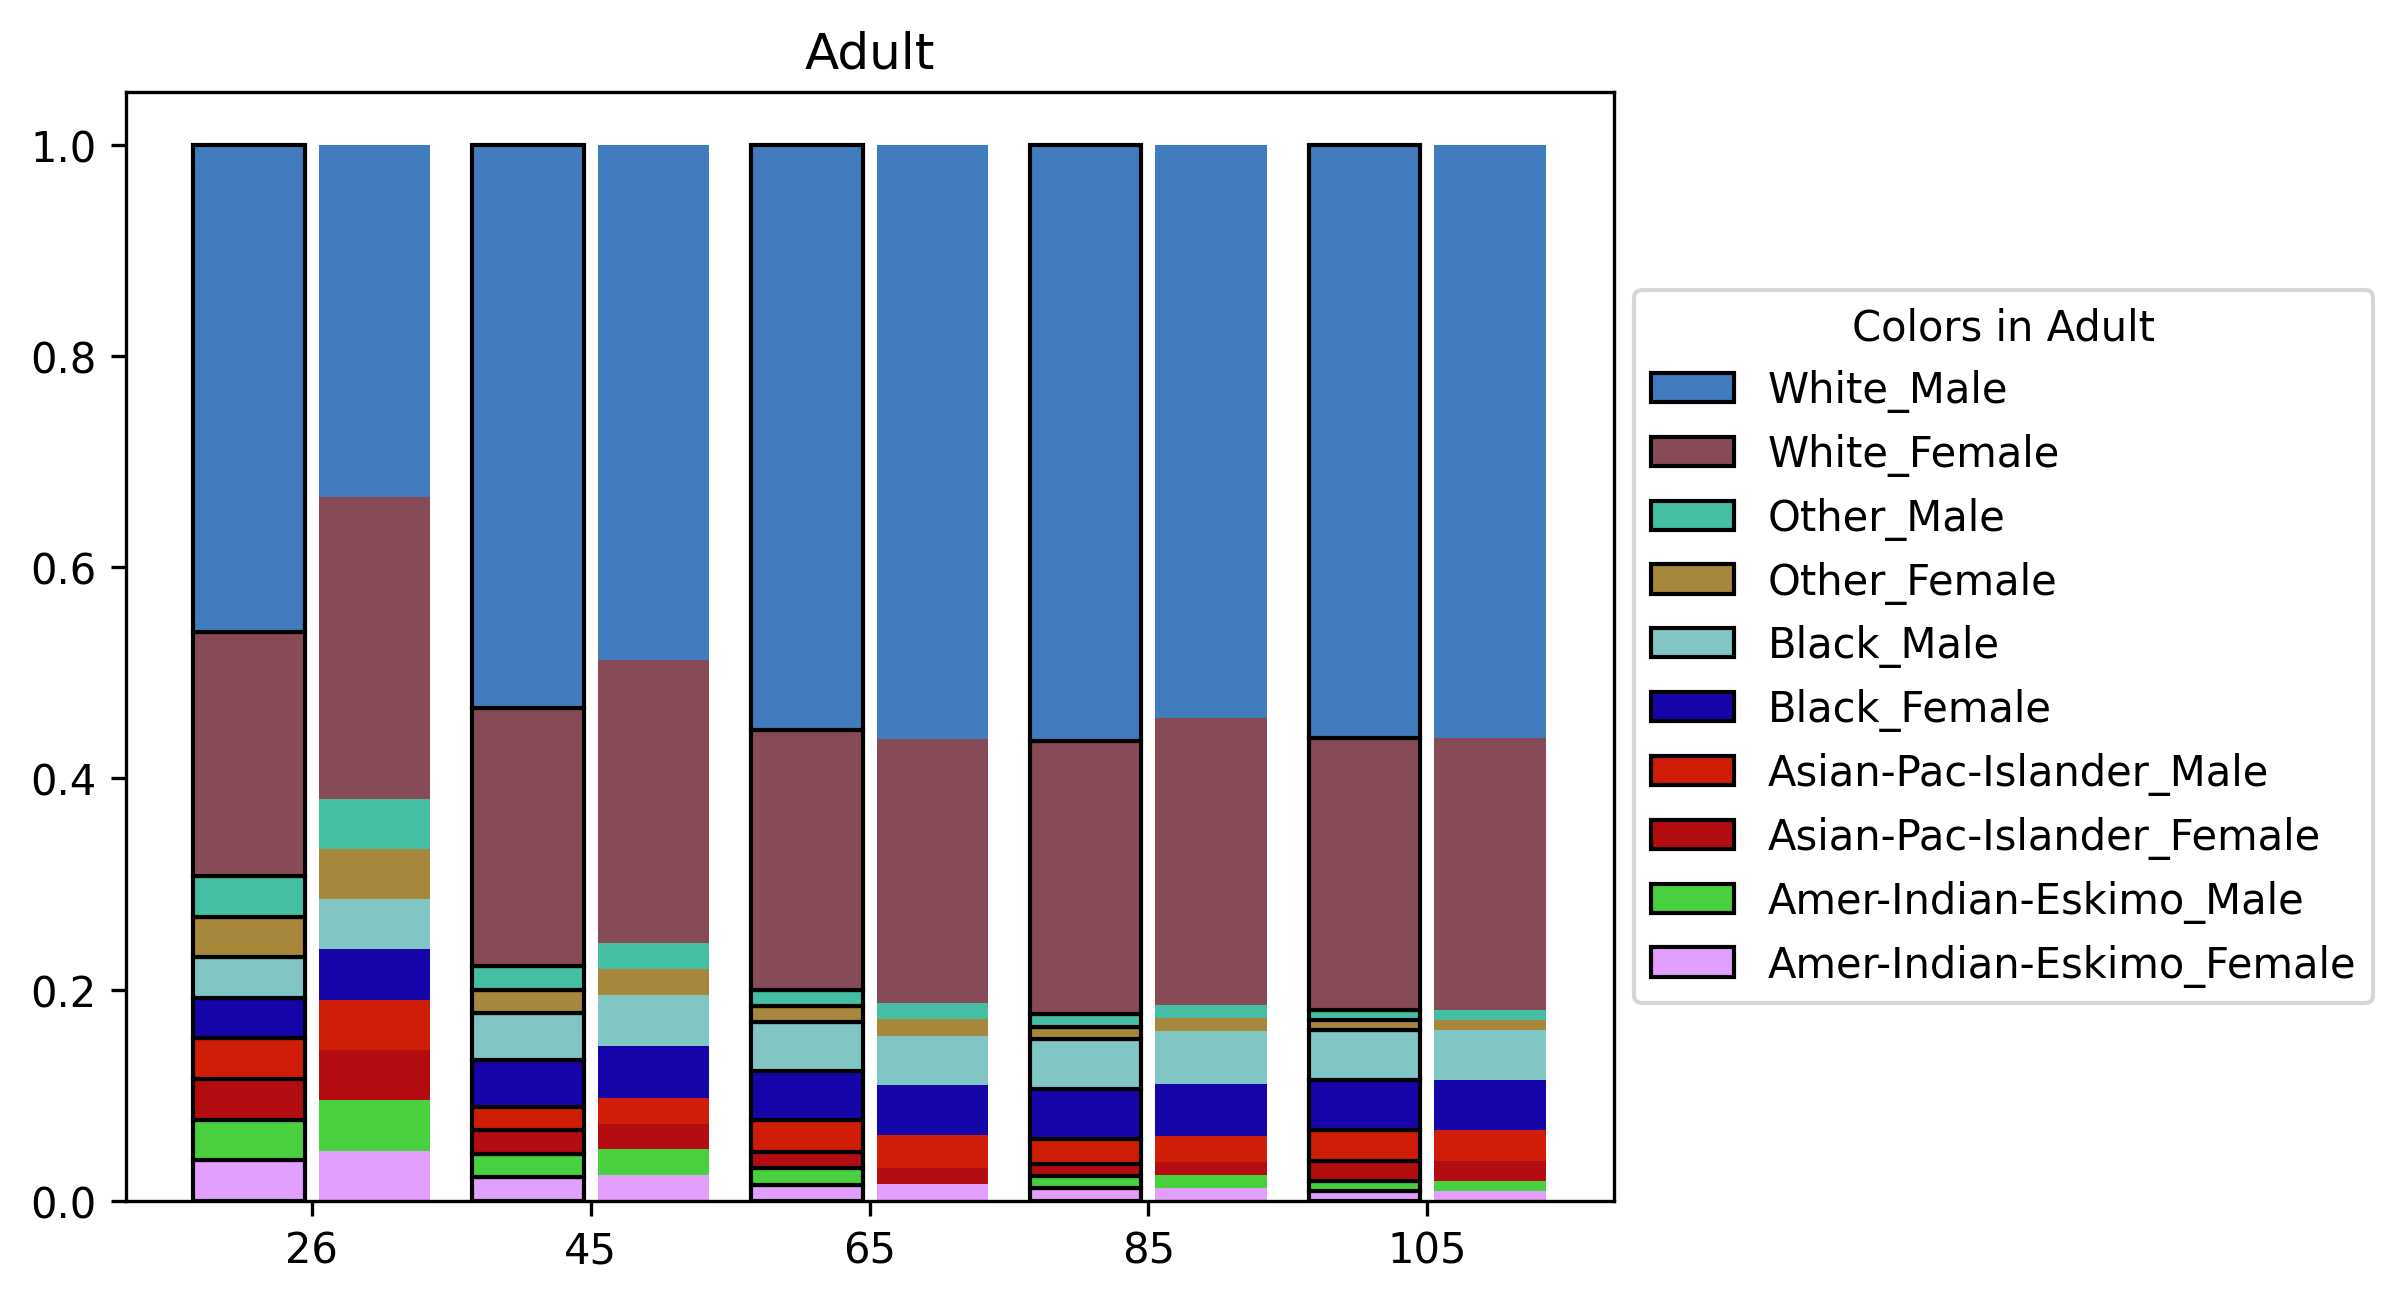 Adult
1.0
0.8
0.6
0.4
0.2
0.0
26 45 65 85 105
Colors in Adult
White_Male
White_Female
Other_Male
Other_Female
Black_Male
Black_Female
Asian-Pac-Islander_Male
Asian-Pac-Islander_Female
Amer-Indian-Eskimo_Male
Amer-Indian-Eskimo_Female